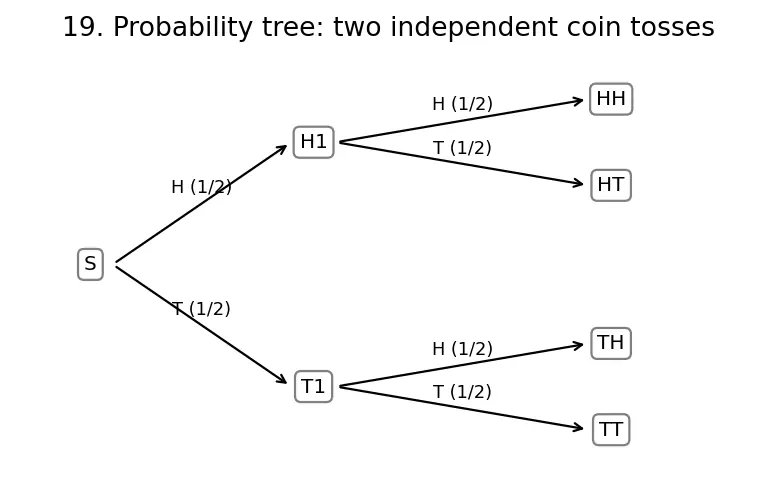 19. Probability tree: two independent coin tosses
H (1/2)
HH
H1
T (1/2)
HT
H (1/2)
S
T (1/2)
H (1/2)
TH
T1
T (1/2)
TT